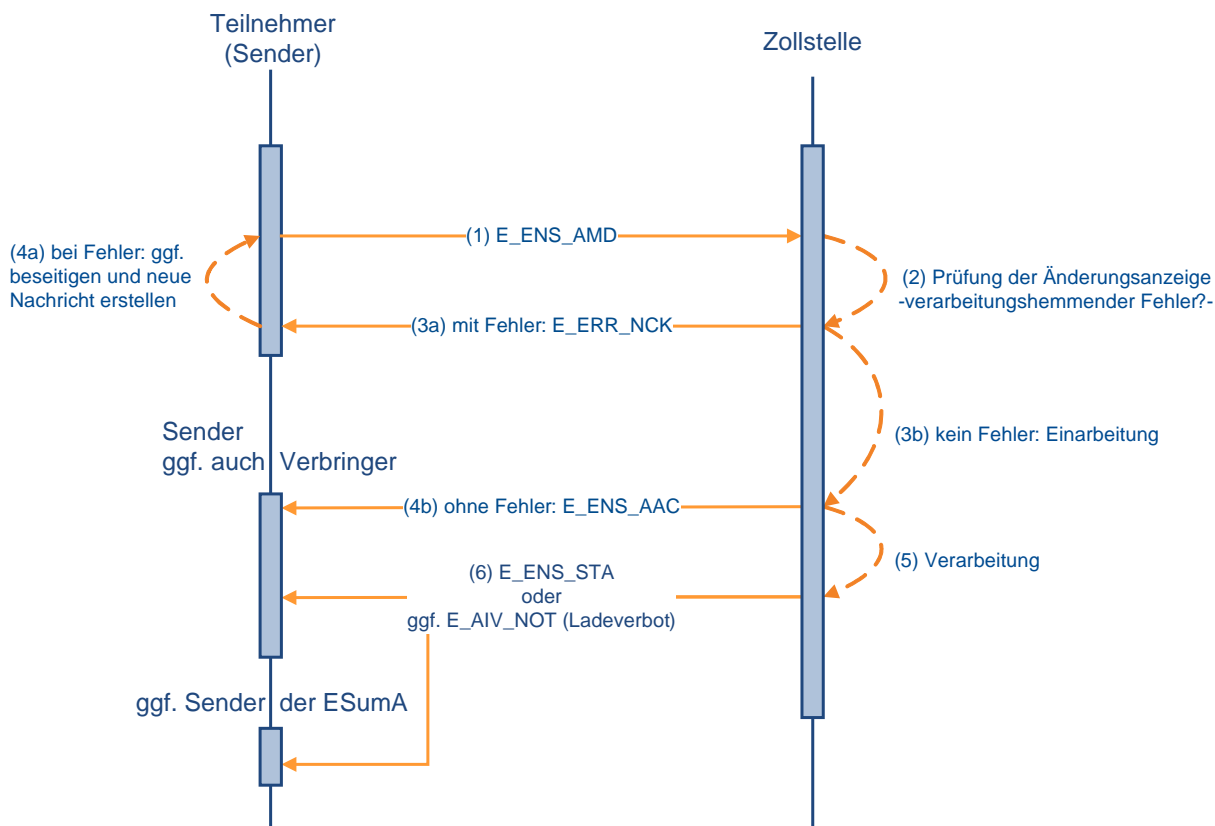 Teilnehmer
(Sender)
Zollstelle
(1) E_ENS_AMD
(4a) bei Fehler: ggf.
beseitigen und neue
Nachricht erstellen
(2) Prüfung der Änderungsanzeige
-verarbeitungshemmender Fehler?-
(3a) mit Fehler: E_ERR_NCK
Sender
ggf. auch Verbringer
(3b) kein Fehler: Einarbeitung
(4b) ohne Fehler: E_ENS_AAC
(5) Verarbeitung
(6) E_ENS_STA
oder
ggf. E_AIV_NOT (Ladeverbot)
ggf. Sender der ESumA